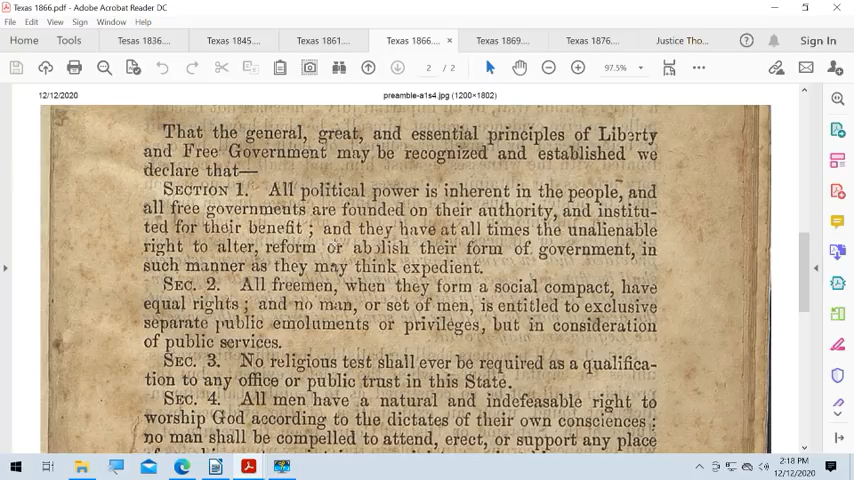 Texas 1866.pdf - Adobe Acrobat Reader DC
File Edit View Sign Window Help
Home Tools Tesas 1836... Texas 1845... Texas 1861.... Texas 1866... × Texas 1869... Texas 1876... Justice Tho... Sign In
2 / 2 97.5%
12/12/2020 preamble-a1s4.jpg (1200×1802)
That the general, great, and essential principles of Liberty
and Free Government may be recognized and established we
declare that—
SECTION 1. All political power is inherent in the people, and
all free governments are founded on their authority, and institu-
ted for their benefit ; and they have at all times the unalienable
right to alter, reform or abolish their form of government, in
such manner as they may think expedient.
SEC. 2. All freemen, when they form a social compact, have
equal rights ; and no man, or set of men, is entitled to exclusive
separate public emoluments or privileges, but in consideration
of public services.
SEC. 3. No religious test shall ever be required as a qualifica-
tion to any office or public trust in this State.
SEC. 4. All men have a natural and indefeasable right to
worship God according to the dictates of their own consciences ;
no man shall be compelled to attend, erect, or support any place
2:18 PM
12/12/2020